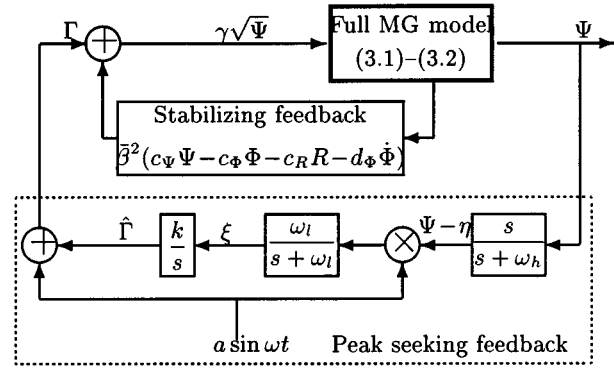 Γ
+
γ√Ψ
Full MG model
(3.1)–(3.2)
Ψ
Stabilizing feedback
β̄²(c_Ψ Ψ − c_Φ Φ − c_R R − d_Φ Φ̇)
+
Γ̂
k/s
ξ
ω_l/(s + ω_l)
×
Ψ − η
s/(s + ω_h)
a sin ωt
Peak seeking feedback